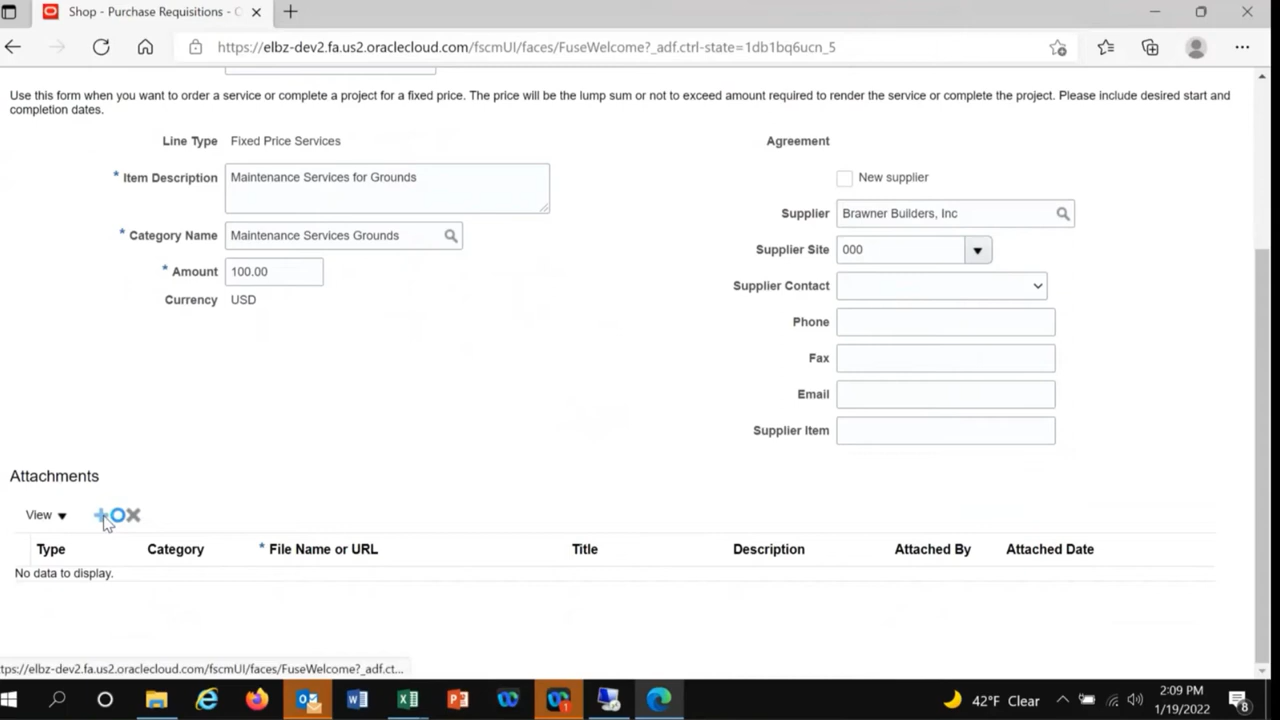 Shop - Purchase Requisitions -
https://elbz-dev2.fa.us2.oraclecloud.com/fscmUI/faces/FuseWelcome?_adf.ctrl-state=1db1bq6ucn_5
Use this form when you want to order a service or complete a project for a fixed price. The price will be the lump sum or not to exceed amount required to render the service or complete the project. Please include desired start and
completion dates.
Line Type Fixed Price Services
* Item Description Maintenance Services for Grounds
* Category Name Maintenance Services Grounds
* Amount 100.00
Currency USD
Agreement
New supplier
Supplier Brawner Builders, Inc
Supplier Site 000
Supplier Contact
Phone
Fax
Email
Supplier Item
Attachments
View
Type Category * File Name or URL Title Description Attached By Attached Date
No data to display.
tps://elbz-dev2.fa.us2.oraclecloud.com/fscmUI/faces/FuseWelcome?_adf.ct...
42°F Clear
2:09 PM
1/19/2022
8